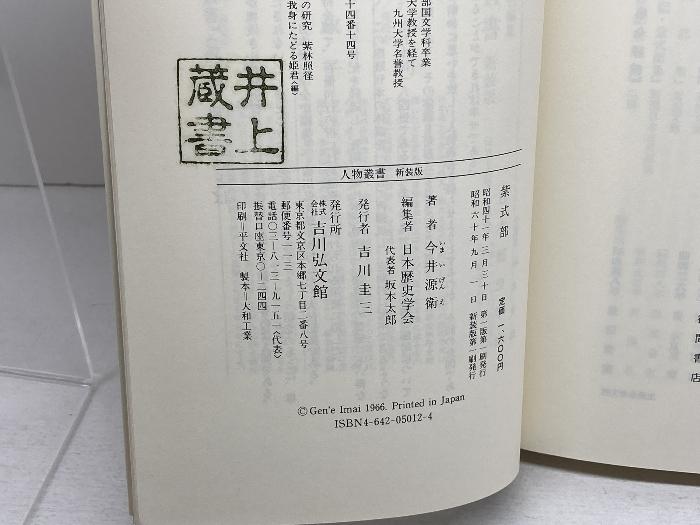 部国文学科卒業
大学教授を経て
九州大学名誉教授
十四番十四号
の研究 紫林照径
我身にたどる姫君〈編〉
井上
蔵書
人物叢書 新装版
紫式部
昭和四十一年三月三十日 第一版第一刷発行
昭和六十年九月一日 新装版第一刷発行
定価 一、六〇〇円
著者 今井源衛
いまいげんえ
編集者 日本歴史学会
代表者 坂本太郎
発行者 吉川圭三
発行所
株式会社 吉川弘文館
東京都文京区本郷七丁目二番八号
郵便番号一一三
電話〇三―八一三―九一五一〈代表〉
振替口座東京〇―二四四
印刷=平文社 製本=大和工業
© Gen'e Imai 1966. Printed in Japan
ISBN4-642-05012-4
書店